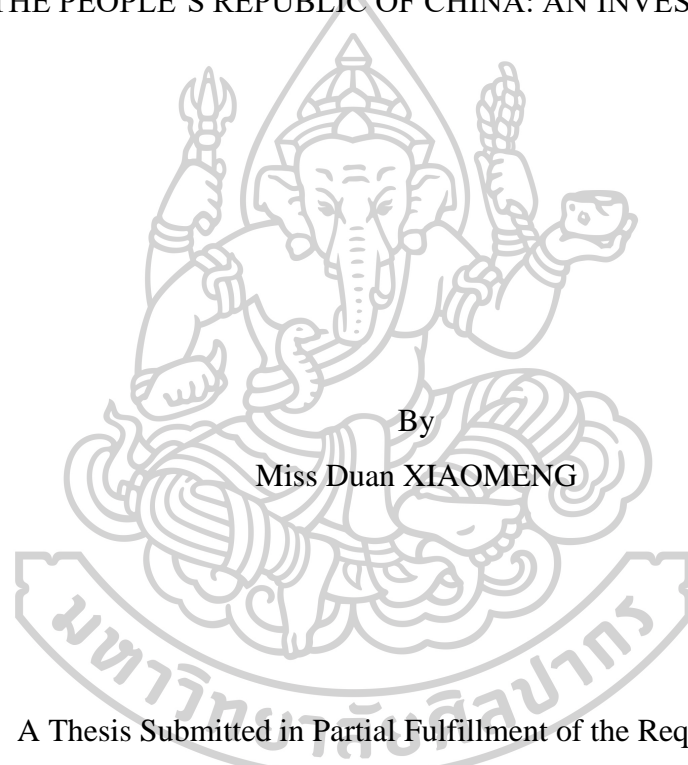 THE PEOPLE'S REPUBLIC OF CHINA: AN INVES
By
Miss Duan XIAOMENG
มหาวิทยาลัยศิลปากร
A Thesis Submitted in Partial Fulfillment of the Req